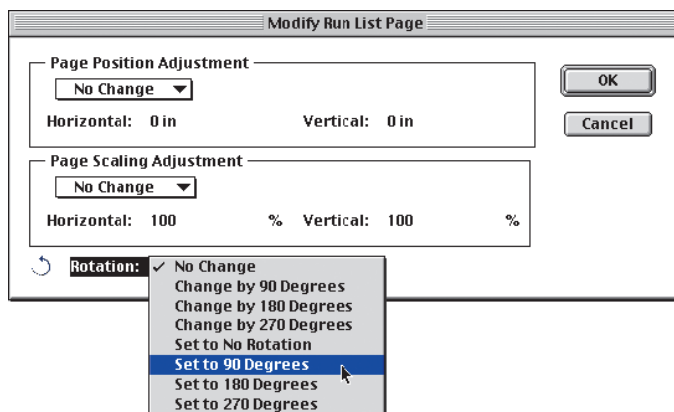 Modify Run List Page
Page Position Adjustment
No Change
OK
Horizontal: 0 in Vertical: 0 in
Cancel
Page Scaling Adjustment
No Change
Horizontal: 100 % Vertical: 100 %
Rotation: ✓ No Change
Change by 90 Degrees
Change by 180 Degrees
Change by 270 Degrees
Set to No Rotation
Set to 90 Degrees
Set to 180 Degrees
Set to 270 Degrees